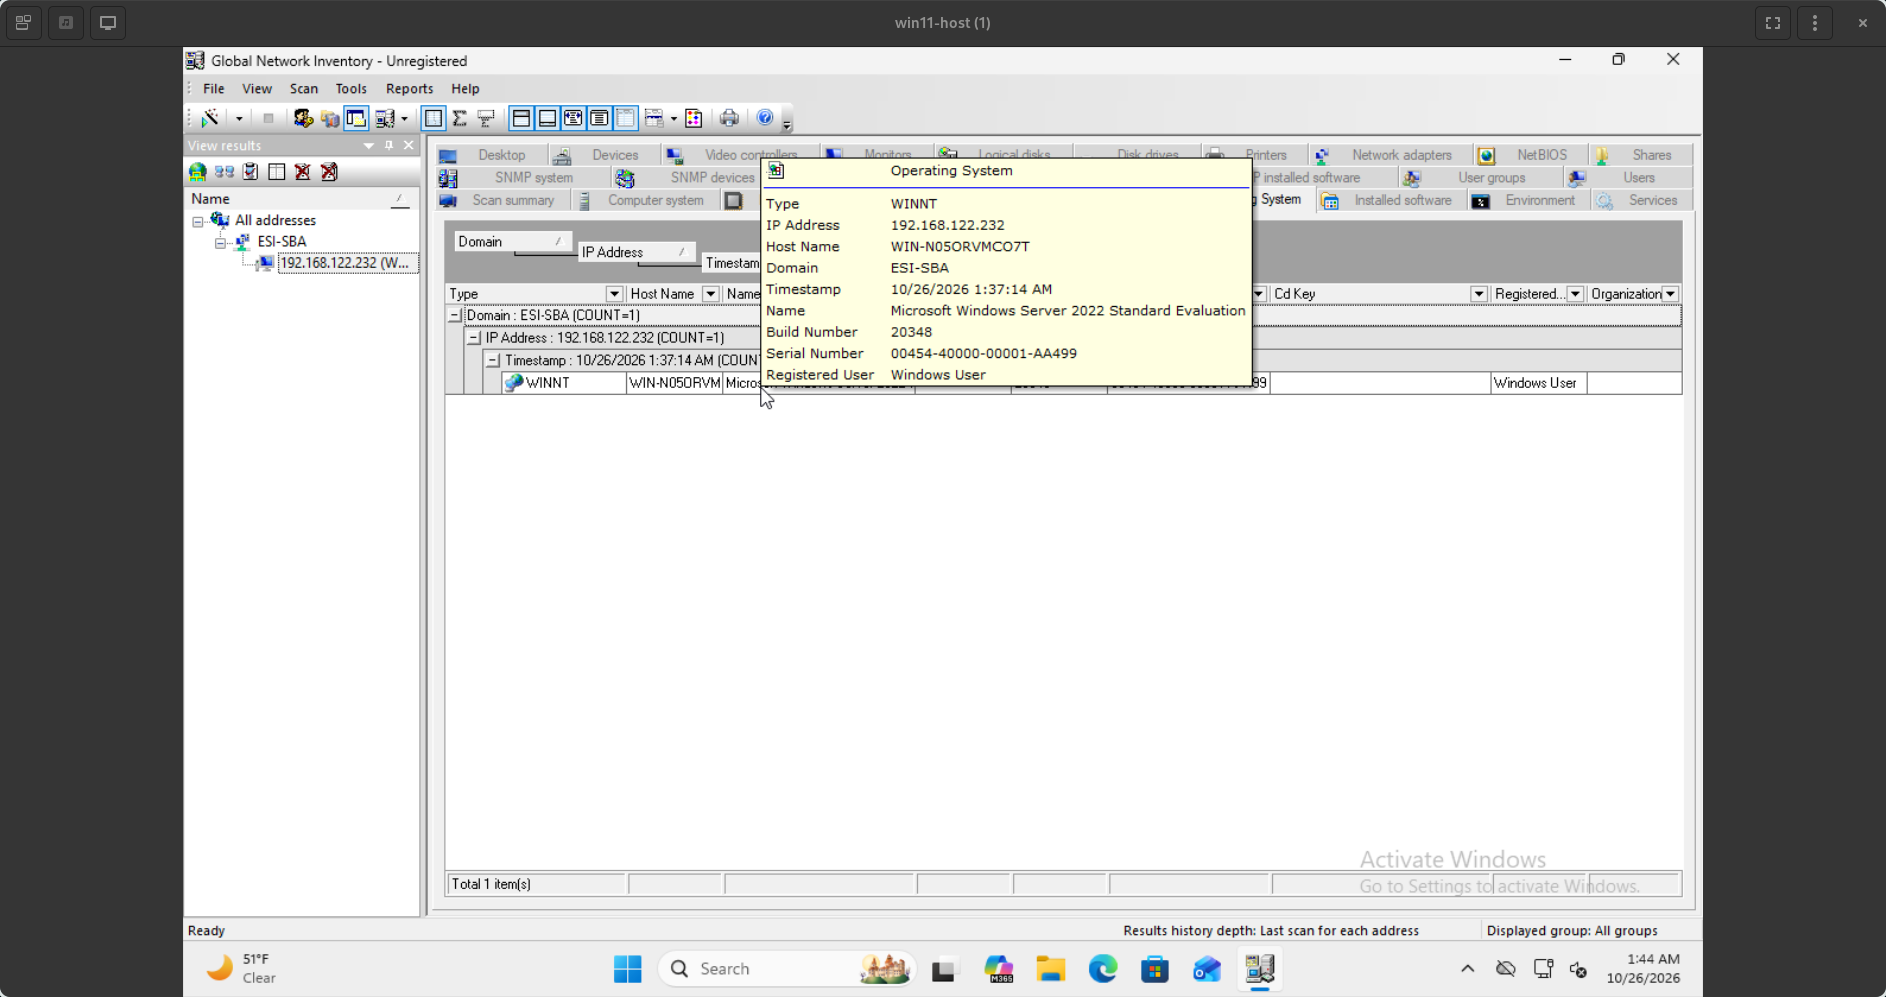 win11-host (1)
Global Network Inventory - Unregistered
File View Scan Tools Reports Help
View results
Desktop Devices Video controllers Monitors Logical disks Disk drives Printers Network adapters NetBIOS Shares
SNMP system SNMP devices installed software User groups Users
Scan summary Computer system System Installed software Environment Services
Name
All addresses
ESI-SBA
192.168.122.232 (W...
Domain
IP Address
Timestam
Operating System
Type WINNT
IP Address 192.168.122.232
Host Name WIN-N05ORVMCO7T
Domain ESI-SBA
Timestamp 10/26/2026 1:37:14 AM
Name Microsoft Windows Server 2022 Standard Evaluation
Build Number 20348
Serial Number 00454-40000-00001-AA499
Registered User Windows User
Type Host Name Name Cd Key Registered... Organization
Domain : ESI-SBA (COUNT=1)
IP Address : 192.168.122.232 (COUNT=1)
Timestamp : 10/26/2026 1:37:14 AM (COUN
WINNT WIN-N05ORVM Micros 99 Windows User
Total 1 item(s)
Activate Windows
Go to Settings to activate Windows.
Ready
Results history depth: Last scan for each address
Displayed group: All groups
51°F
Clear
Search
M365
1:44 AM
10/26/2026